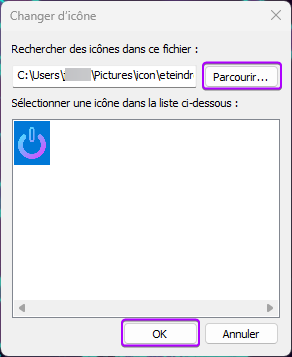 Changer d'icône
Rechercher des icônes dans ce fichier :
C:\Users\ \Pictures\icon\eteindr
Parcourir...
Sélectionner une icône dans la liste ci-dessous :
OK
Annuler